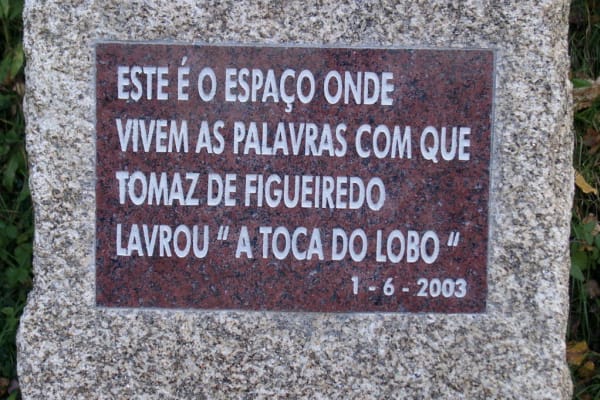 ESTE É O ESPAÇO ONDE
VIVEM AS PALAVRAS COM QUE
TOMAZ DE FIGUEIREDO
LAVROU " A TOCA DO LOBO "
1 - 6 - 2003